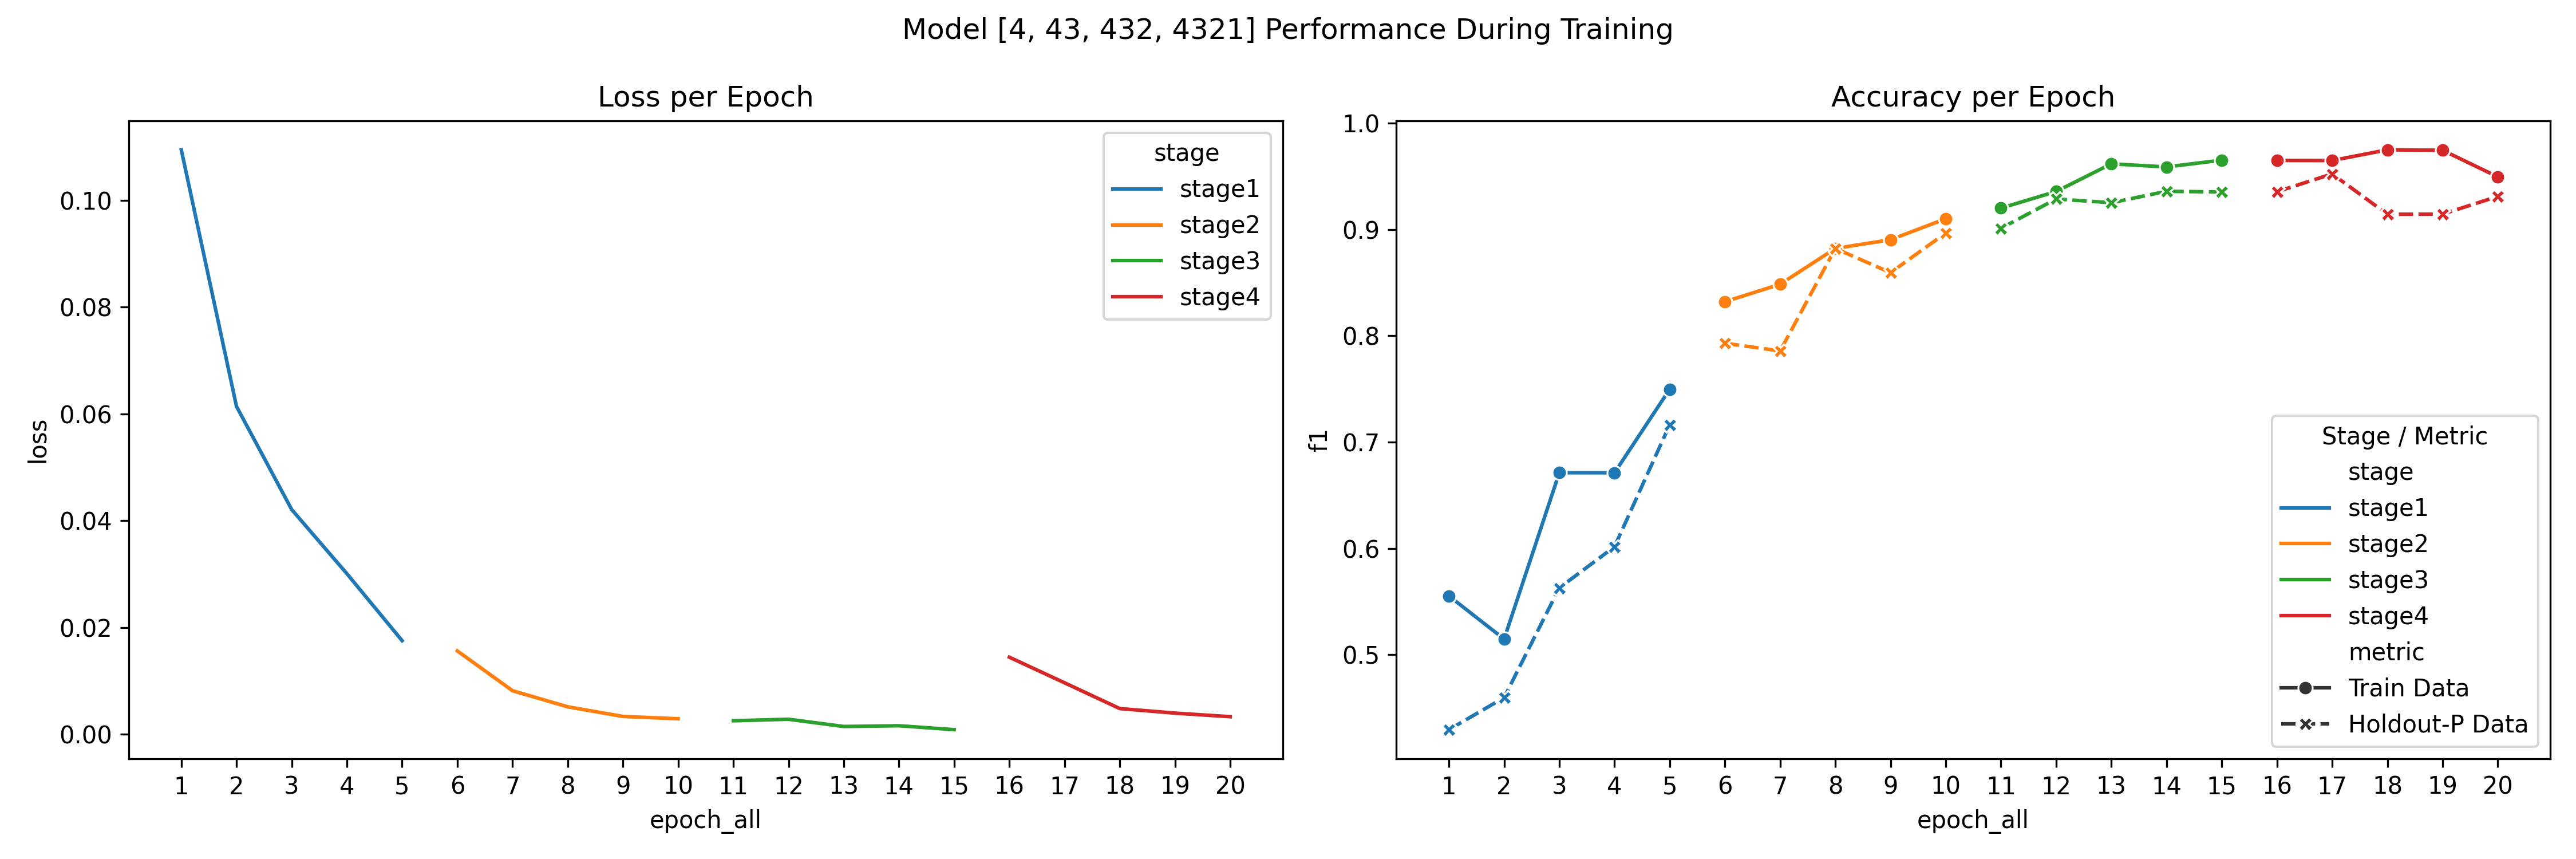 Model [4, 43, 432, 4321] Performance During Training
Loss per Epoch
loss
0.10
0.08
0.06
0.04
0.02
0.00
stage
stage1
stage2
stage3
stage4
1 2 3 4 5 6 7 8 9 10 11 12 13 14 15 16 17 18 19 20
epoch_all
Accuracy per Epoch
f1
1.0
0.9
0.8
0.7
0.6
0.5
Stage / Metric
stage
stage1
stage2
stage3
stage4
metric
Train Data
Holdout-P Data
1 2 3 4 5 6 7 8 9 10 11 12 13 14 15 16 17 18 19 20
epoch_all